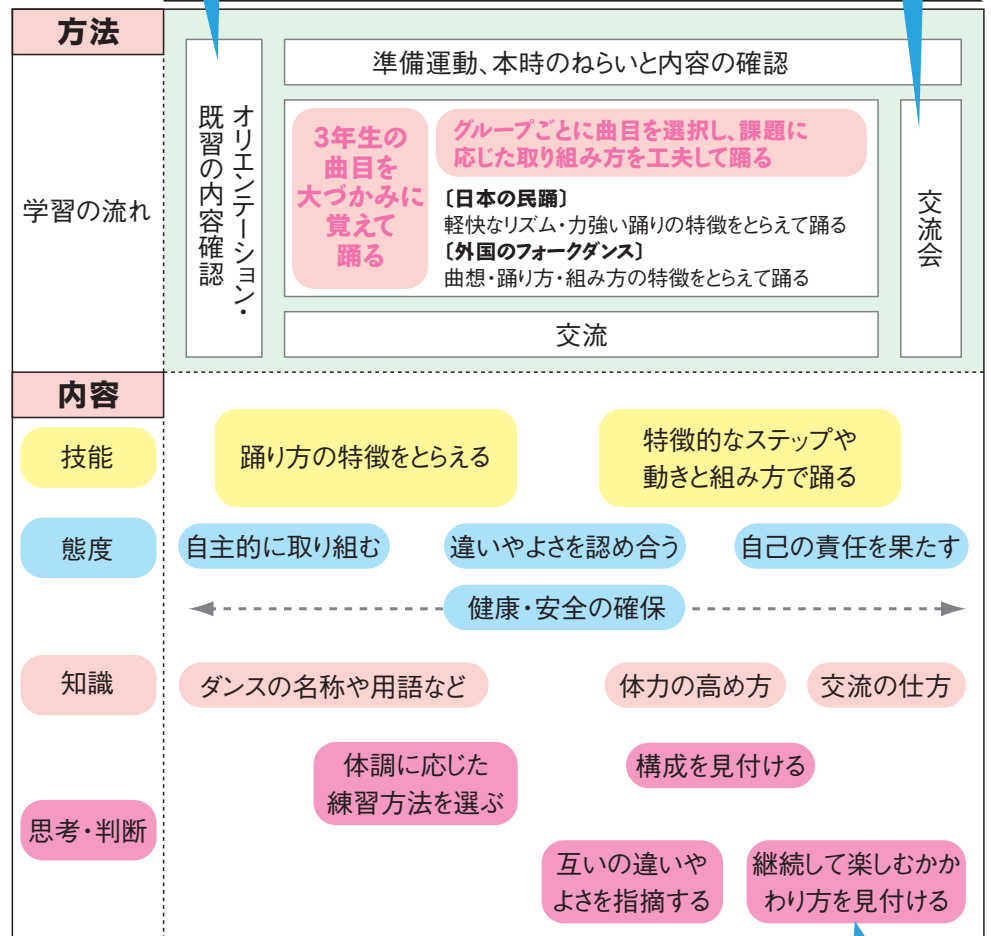 方法
学習の流れ
オリエンテーション・
既習の内容確認
準備運動、本時のねらいと内容の確認
3年生の
曲目を
大づかみに
覚えて
踊る
グループごとに曲目を選択し、課題に
応じた取り組み方を工夫して踊る
〔日本の民踊〕
軽快なリズム・力強い踊りの特徴をとらえて踊る
〔外国のフォークダンス〕
曲想・踊り方・組み方の特徴をとらえて踊る
交流
交流会
内容
技能
踊り方の特徴をとらえる
特徴的なステップや
動きと組み方で踊る
態度
自主的に取り組む
違いやよさを認め合う
自己の責任を果たす
健康・安全の確保
知識
ダンスの名称や用語など
体力の高め方
交流の仕方
思考・判断
体調に応じた
練習方法を選ぶ
構成を見付ける
互いの違いや
よさを指摘する
継続して楽しむかか
わり方を見付ける